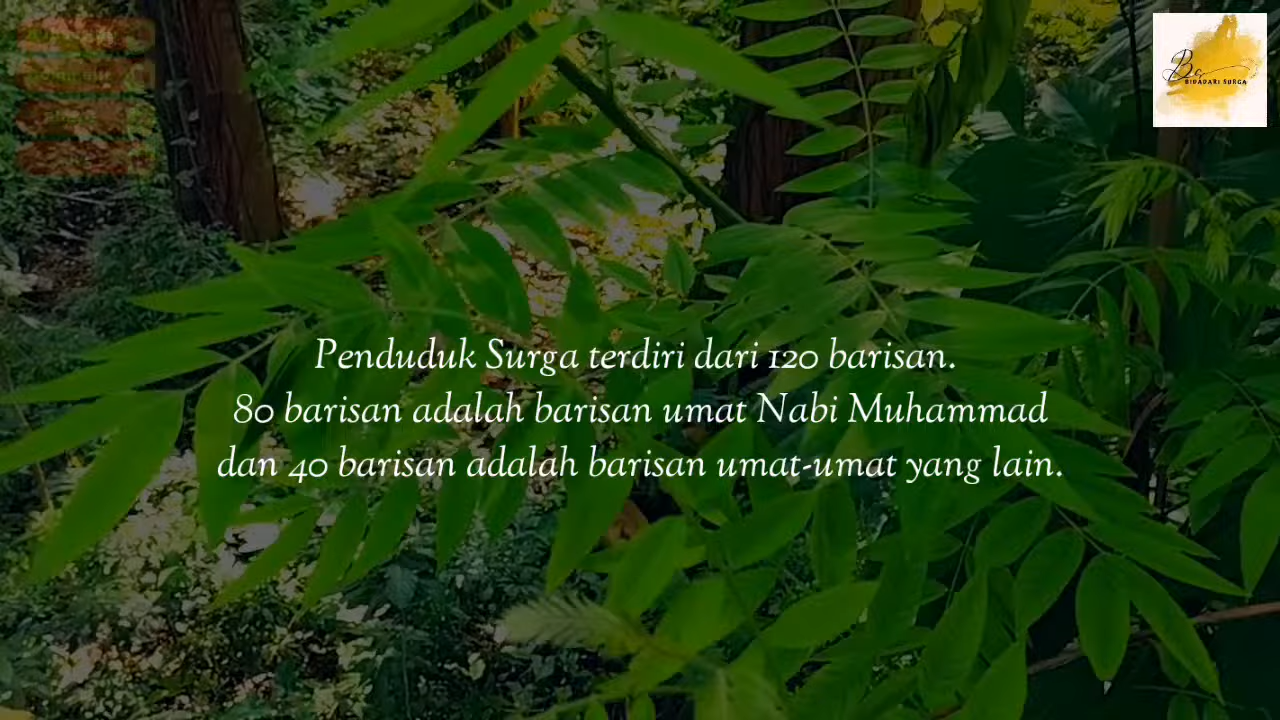 BIDADARI SURGA
Penduduk Surga terdiri dari 120 barisan.
80 barisan adalah barisan umat Nabi Muhammad
dan 40 barisan adalah barisan umat-umat yang lain.